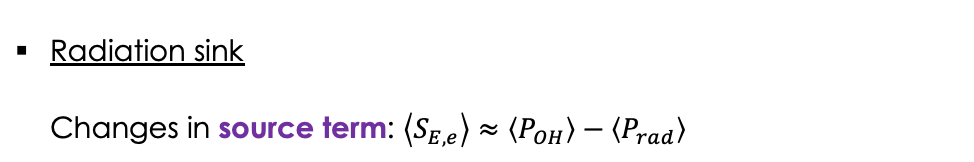 ▪ Radiation sink
Changes in source term: ⟨S_{E,e}⟩ ≈ ⟨P_{OH}⟩ − ⟨P_{rad}⟩